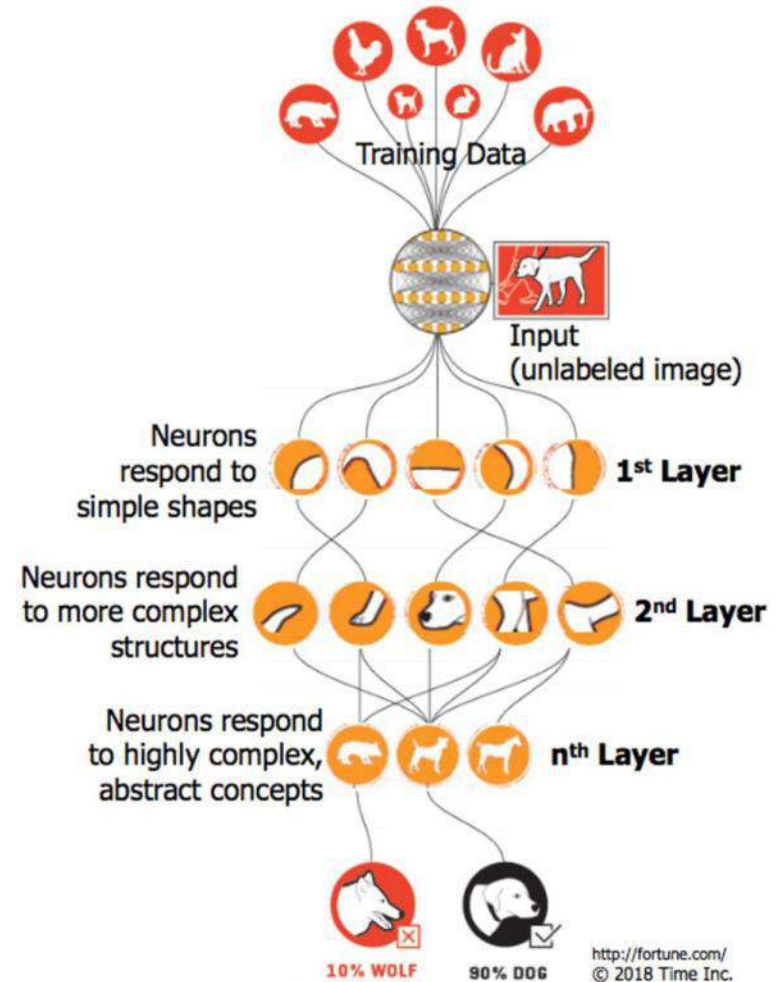 Training Data
Input
(unlabeled image)
Neurons
respond to
simple shapes
1st Layer
Neurons respond
to more complex
structures
2nd Layer
Neurons respond
to highly complex,
abstract concepts
nth Layer
10% WOLF
90% DOG
http://fortune.com/
© 2018 Time Inc.